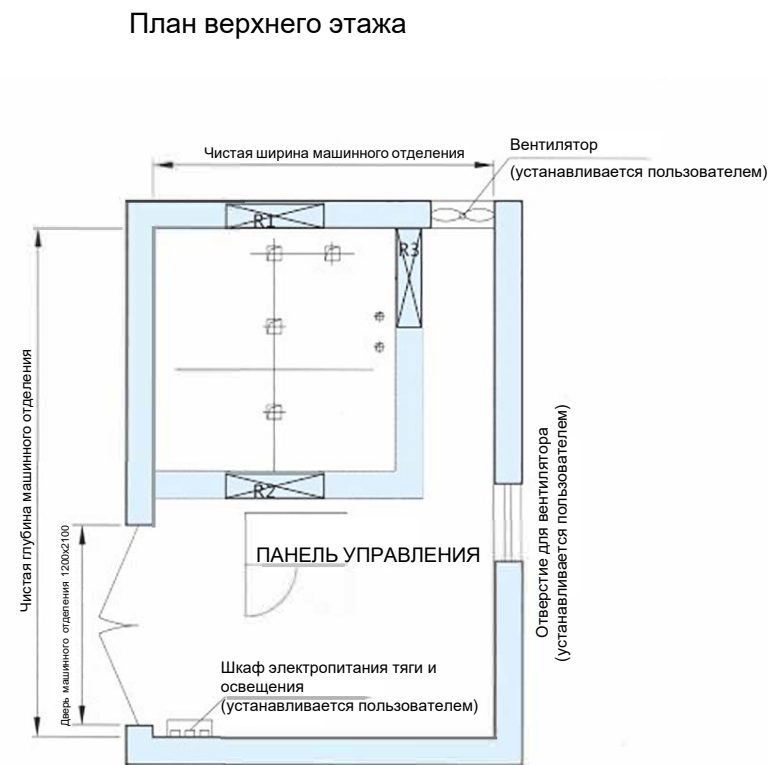 План верхнего этажа
Вентилятор
(устанавливается пользователем)
Чистая ширина машинного отделения
R1
R3
Чистая глубина машинного отделения
Отверстие для вентилятора
(устанавливается пользователем)
R2
Дверь машинного отделения 1200x2100
ПАНЕЛЬ УПРАВЛЕНИЯ
Шкаф электропитания тяги и
освещения
(устанавливается пользователем)